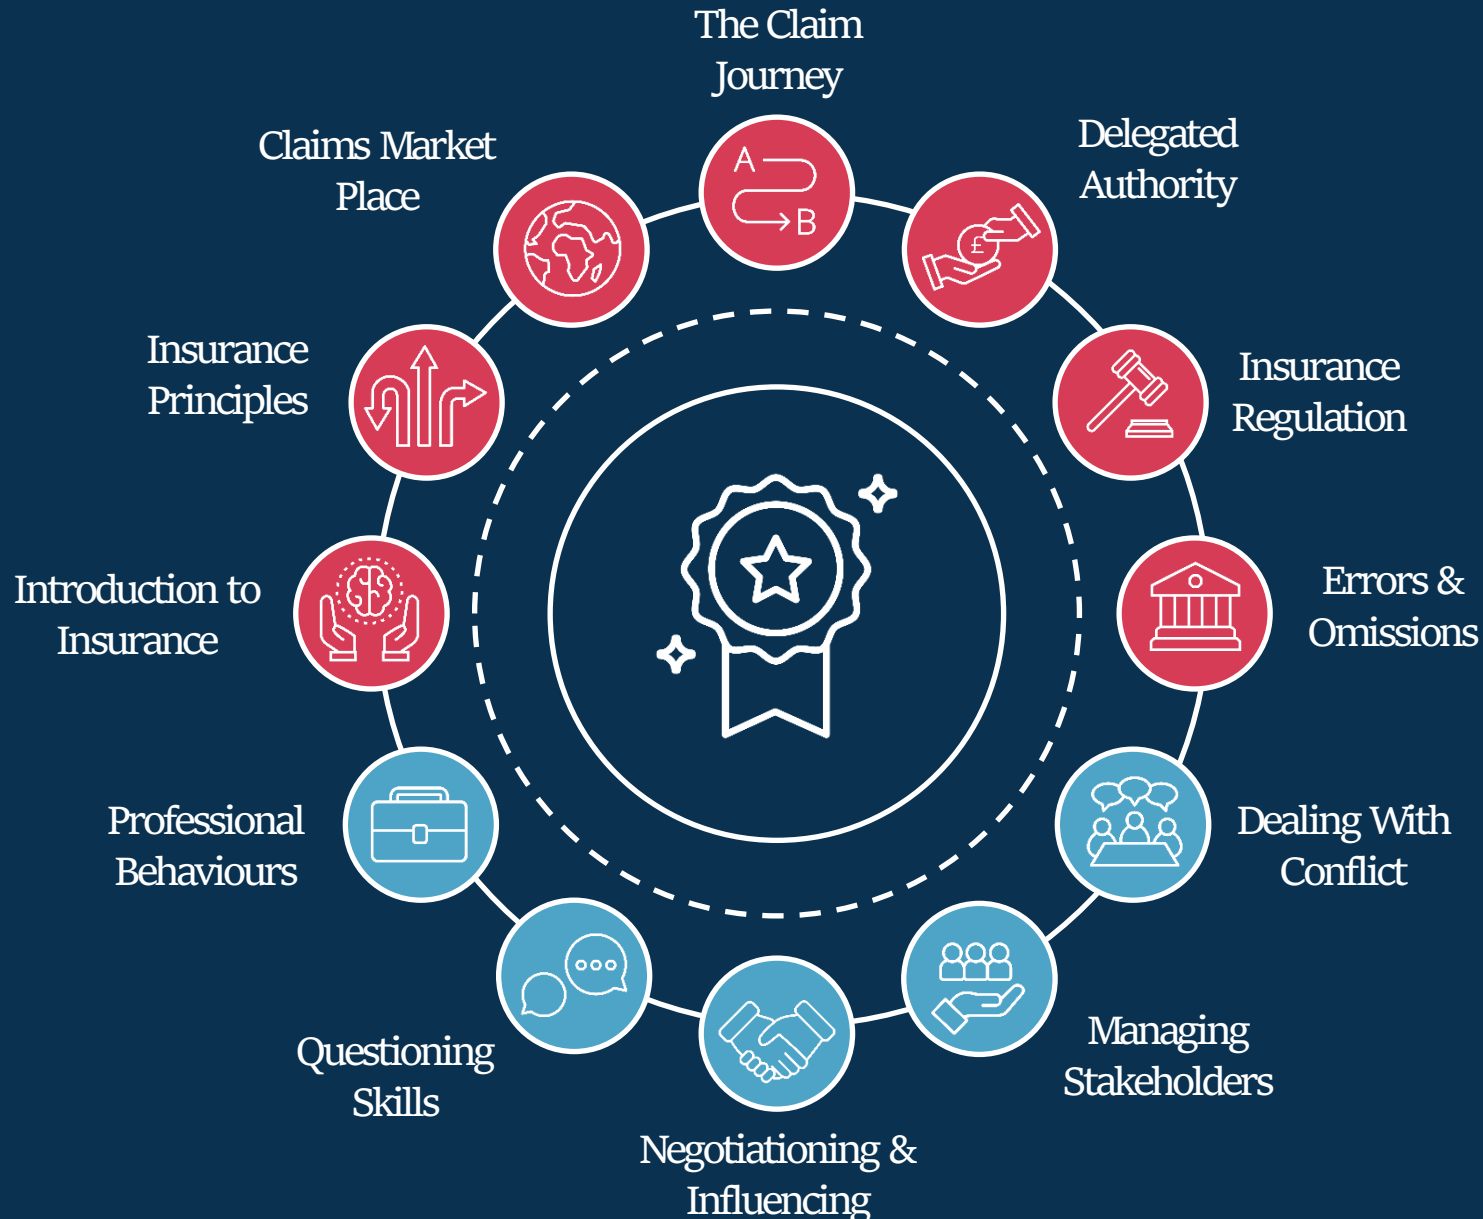 The Claim
Journey
Delegated
Authority
Claims Market
Place
A
B
£
Insurance
Principles
Insurance
Regulation
Introduction to
Insurance
Errors &
Omissions
Professional
Behaviours
Dealing With
Conflict
Questioning
Skills
Managing
Stakeholders
Negotiationing &
Influencing